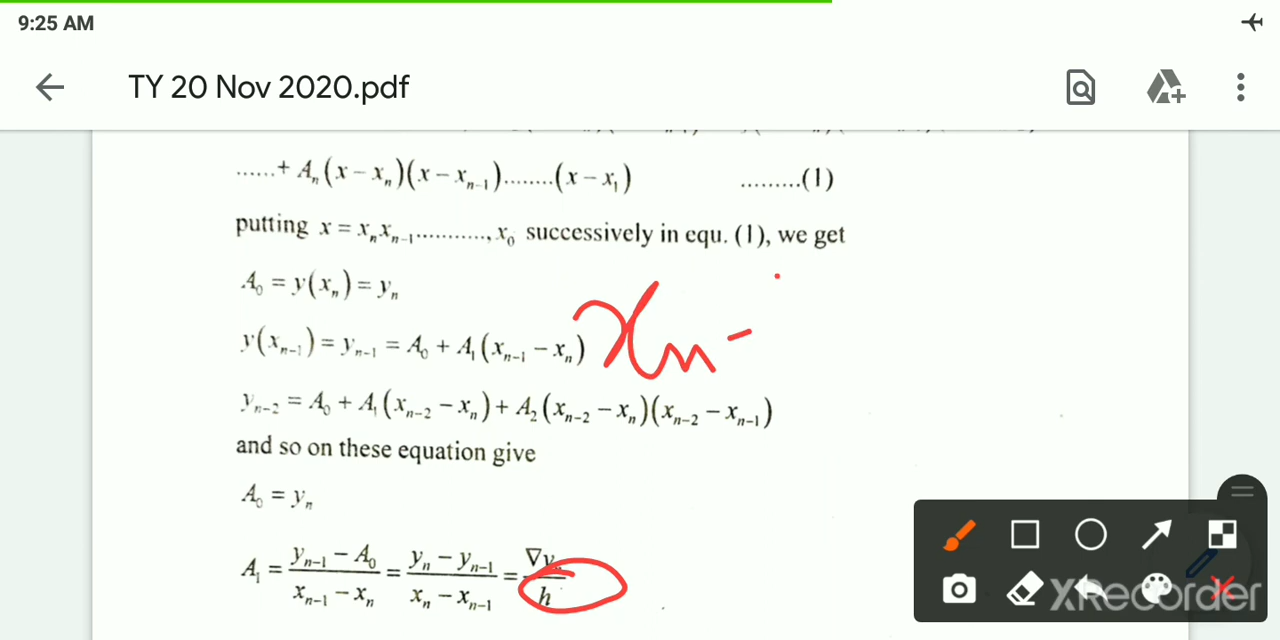 9:25 AM
TY 20 Nov 2020.pdf
......+ Aₙ(x − xₙ)(x − xₙ₋₁)........(x − x₁) .........(1)
putting x = xₙxₙ₋₁............, x₀ successively in equ. (1), we get
A₀ = y(xₙ) = yₙ
y(xₙ₋₁) = yₙ₋₁ = A₀ + A₁(xₙ₋₁ − xₙ) xn −
yₙ₋₂ = A₀ + A₁(xₙ₋₂ − xₙ) + A₂(xₙ₋₂ − xₙ)(xₙ₋₂ − xₙ₋₁)
and so on these equation give
A₀ = yₙ
A₁ = (yₙ₋₁ − A₀)/(xₙ₋₁ − xₙ) = (yₙ − yₙ₋₁)/(xₙ − xₙ₋₁) = ∇y/h
XRecorder